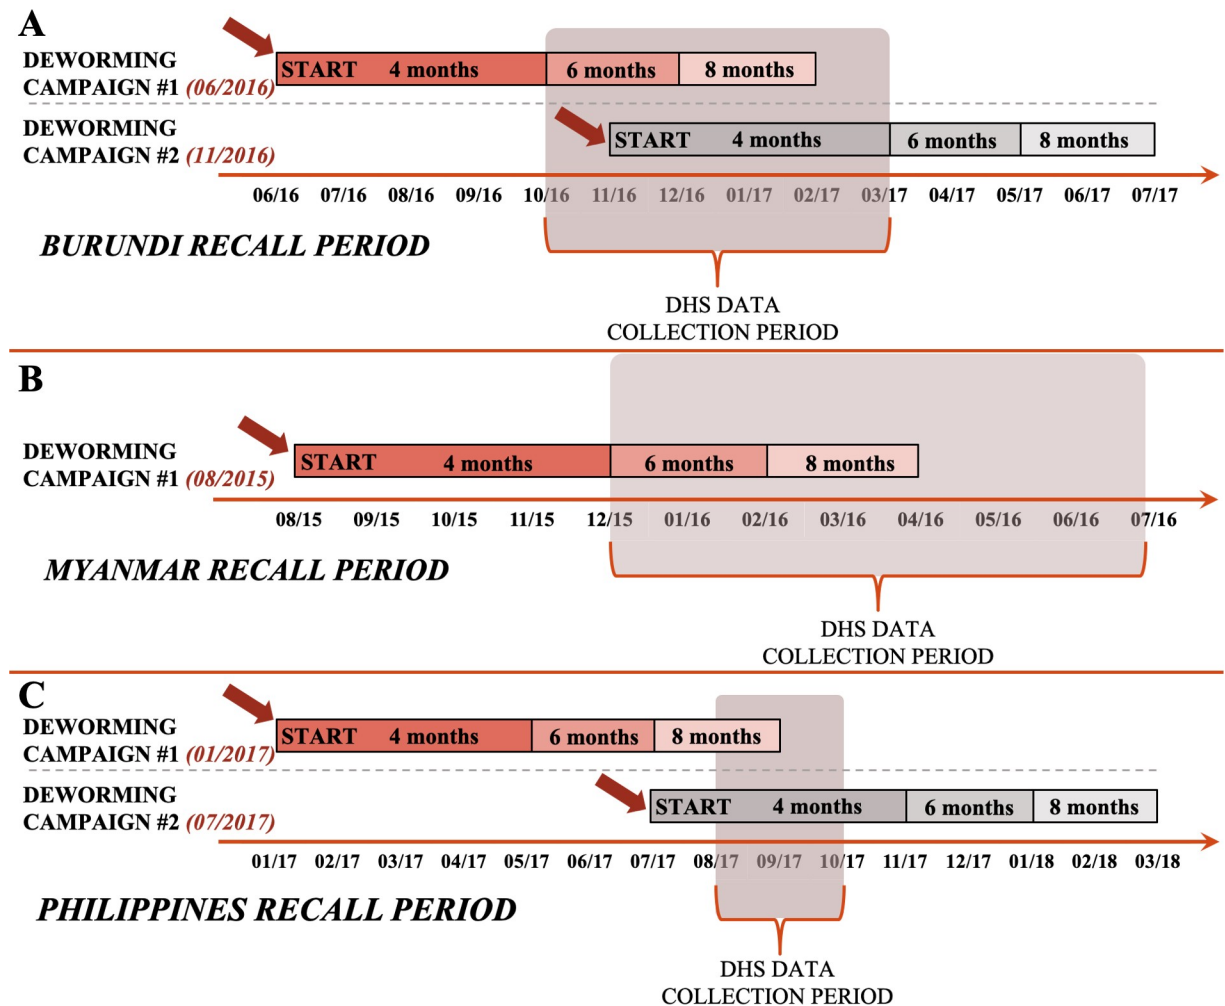 A
DEWORMING
CAMPAIGN #1 (06/2016)
START 4 months 6 months 8 months
DEWORMING
CAMPAIGN #2 (11/2016)
START 4 months 6 months 8 months
06/16 07/16 08/16 09/16 10/16 11/16 12/16 01/17 02/17 03/17 04/17 05/17 06/17 07/17
BURUNDI RECALL PERIOD
DHS DATA
COLLECTION PERIOD
B
DEWORMING
CAMPAIGN #1 (08/2015)
START 4 months 6 months 8 months
08/15 09/15 10/15 11/15 12/15 01/16 02/16 03/16 04/16 05/16 06/16 07/16
MYANMAR RECALL PERIOD
DHS DATA
COLLECTION PERIOD
C
DEWORMING
CAMPAIGN #1 (01/2017)
START 4 months 6 months 8 months
DEWORMING
CAMPAIGN #2 (07/2017)
START 4 months 6 months 8 months
01/17 02/17 03/17 04/17 05/17 06/17 07/17 08/17 09/17 10/17 11/17 12/17 01/18 02/18 03/18
PHILIPPINES RECALL PERIOD
DHS DATA
COLLECTION PERIOD